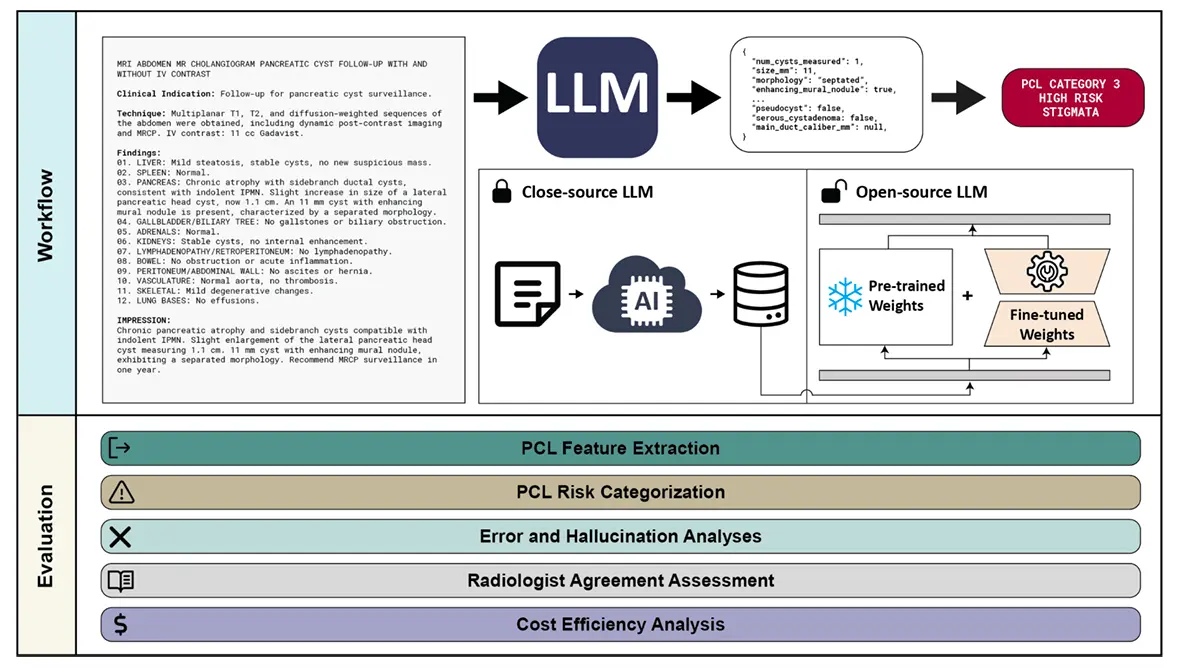 Workflow
MRI ABDOMEN MR CHOLANGIOGRAM PANCREATIC CYST FOLLOW-UP WITH AND
WITHOUT IV CONTRAST
Clinical Indication: Follow-up for pancreatic cyst surveillance.
Technique: Multiplanar T1, T2, and diffusion-weighted sequences of
the abdomen were obtained, including dynamic post-contrast imaging
and MRCP. IV contrast: 11 cc Gadavist.
Findings:
01. LIVER: Mild steatosis, stable cysts, no new suspicious mass.
02. SPLEEN: Normal.
03. PANCREAS: Chronic atrophy with sidebranch ductal cysts,
consistent with indolent IPMN. Slight increase in size of a lateral
pancreatic head cyst, now 1.1 cm. An 11 mm cyst with enhancing
mural nodule is present, characterized by a separated morphology.
04. GALLBLADDER/BILIARY TREE: No gallstones or biliary obstruction.
05. ADRENALS: Normal.
06. KIDNEYS: Stable cysts, no internal enhancement.
07. LYMPHADENOPATHY/RETROPERITONEUM: No lymphadenopathy.
08. BOWEL: No obstruction or acute inflammation.
09. PERITONEUM/ABDOMINAL WALL: No ascites or hernia.
10. VASCULATURE: Normal aorta, no thrombosis.
11. SKELETAL: Mild degenerative changes.
12. LUNG BASES: No effusions.
IMPRESSION:
Chronic pancreatic atrophy and sidebranch cysts compatible with
indolent IPMN. Slight enlargement of the lateral pancreatic head
cyst measuring 1.1 cm. 11 mm cyst with enhancing mural nodule,
exhibiting a separated morphology. Recommend MRCP surveillance in
one year.
LLM
{
"num_cysts_measured": 1,
"size_mm": 11,
"morphology": "septated",
"enhancing_mural_nodule": true,
...
"pseudocyst": false,
"serous_cystadenoma: false,
"main_duct_caliber_mm": null,
}
PCL CATEGORY 3
HIGH RISK
STIGMATA
Close-source LLM
AI
Open-source LLM
Pre-trained
Weights
+
Fine-tuned
Weights
Evaluation
PCL Feature Extraction
PCL Risk Categorization
Error and Hallucination Analyses
Radiologist Agreement Assessment
$ Cost Efficiency Analysis